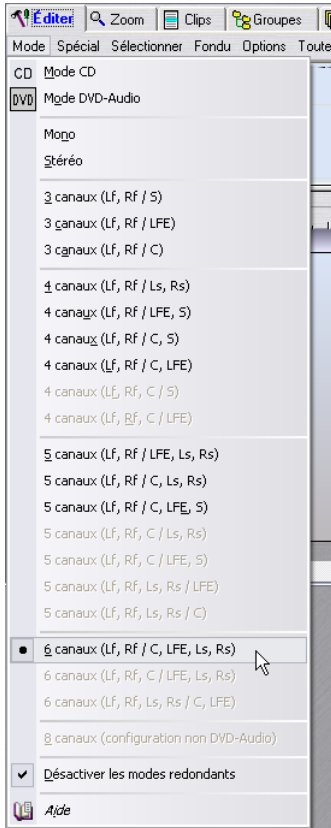 Éditer Zoom Clips Groupes
Mode Spécial Sélectionner Fondu Options Toute
CD Mode CD
DVD Mode DVD-Audio
Mono
Stéréo
3 canaux (Lf, Rf / S)
3 canaux (Lf, Rf / LFE)
3 canaux (Lf, Rf / C)
4 canaux (Lf, Rf / Ls, Rs)
4 canaux (Lf, Rf / LFE, S)
4 canaux (Lf, Rf / C, S)
4 canaux (Lf, Rf / C, LFE)
4 canaux (Lf, Rf, C / S)
4 canaux (Lf, Rf, C / LFE)
5 canaux (Lf, Rf / LFE, Ls, Rs)
5 canaux (Lf, Rf / C, Ls, Rs)
5 canaux (Lf, Rf / C, LFE, S)
5 canaux (Lf, Rf, C / Ls, Rs)
5 canaux (Lf, Rf, C / LFE, S)
5 canaux (Lf, Rf, Ls, Rs / LFE)
5 canaux (Lf, Rf, Ls, Rs / C)
6 canaux (Lf, Rf / C, LFE, Ls, Rs)
6 canaux (Lf, Rf, C / LFE, Ls, Rs)
6 canaux (Lf, Rf, Ls, Rs / C, LFE)
8 canaux (configuration non DVD-Audio)
Désactiver les modes redondants
Aide